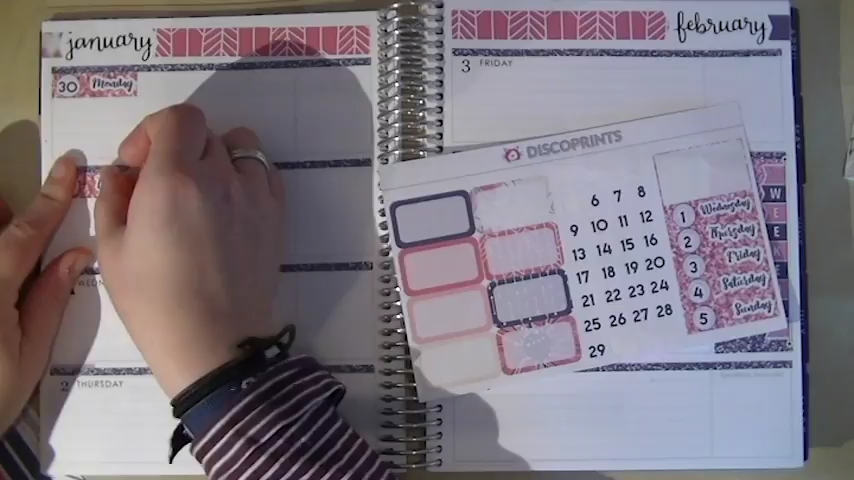 january
30 Monday
WEDN
2 THURSDAY
february
3 FRIDAY
DISCOPRINTS
6 7 8
9 10 11 12
13 14 15 16
17 18 19 20
21 22 23 24
25 26 27 28
29
1 Wednesday
2 Thursday
3 Friday
4 Saturday
5 Sunday
W
E
E
K
E